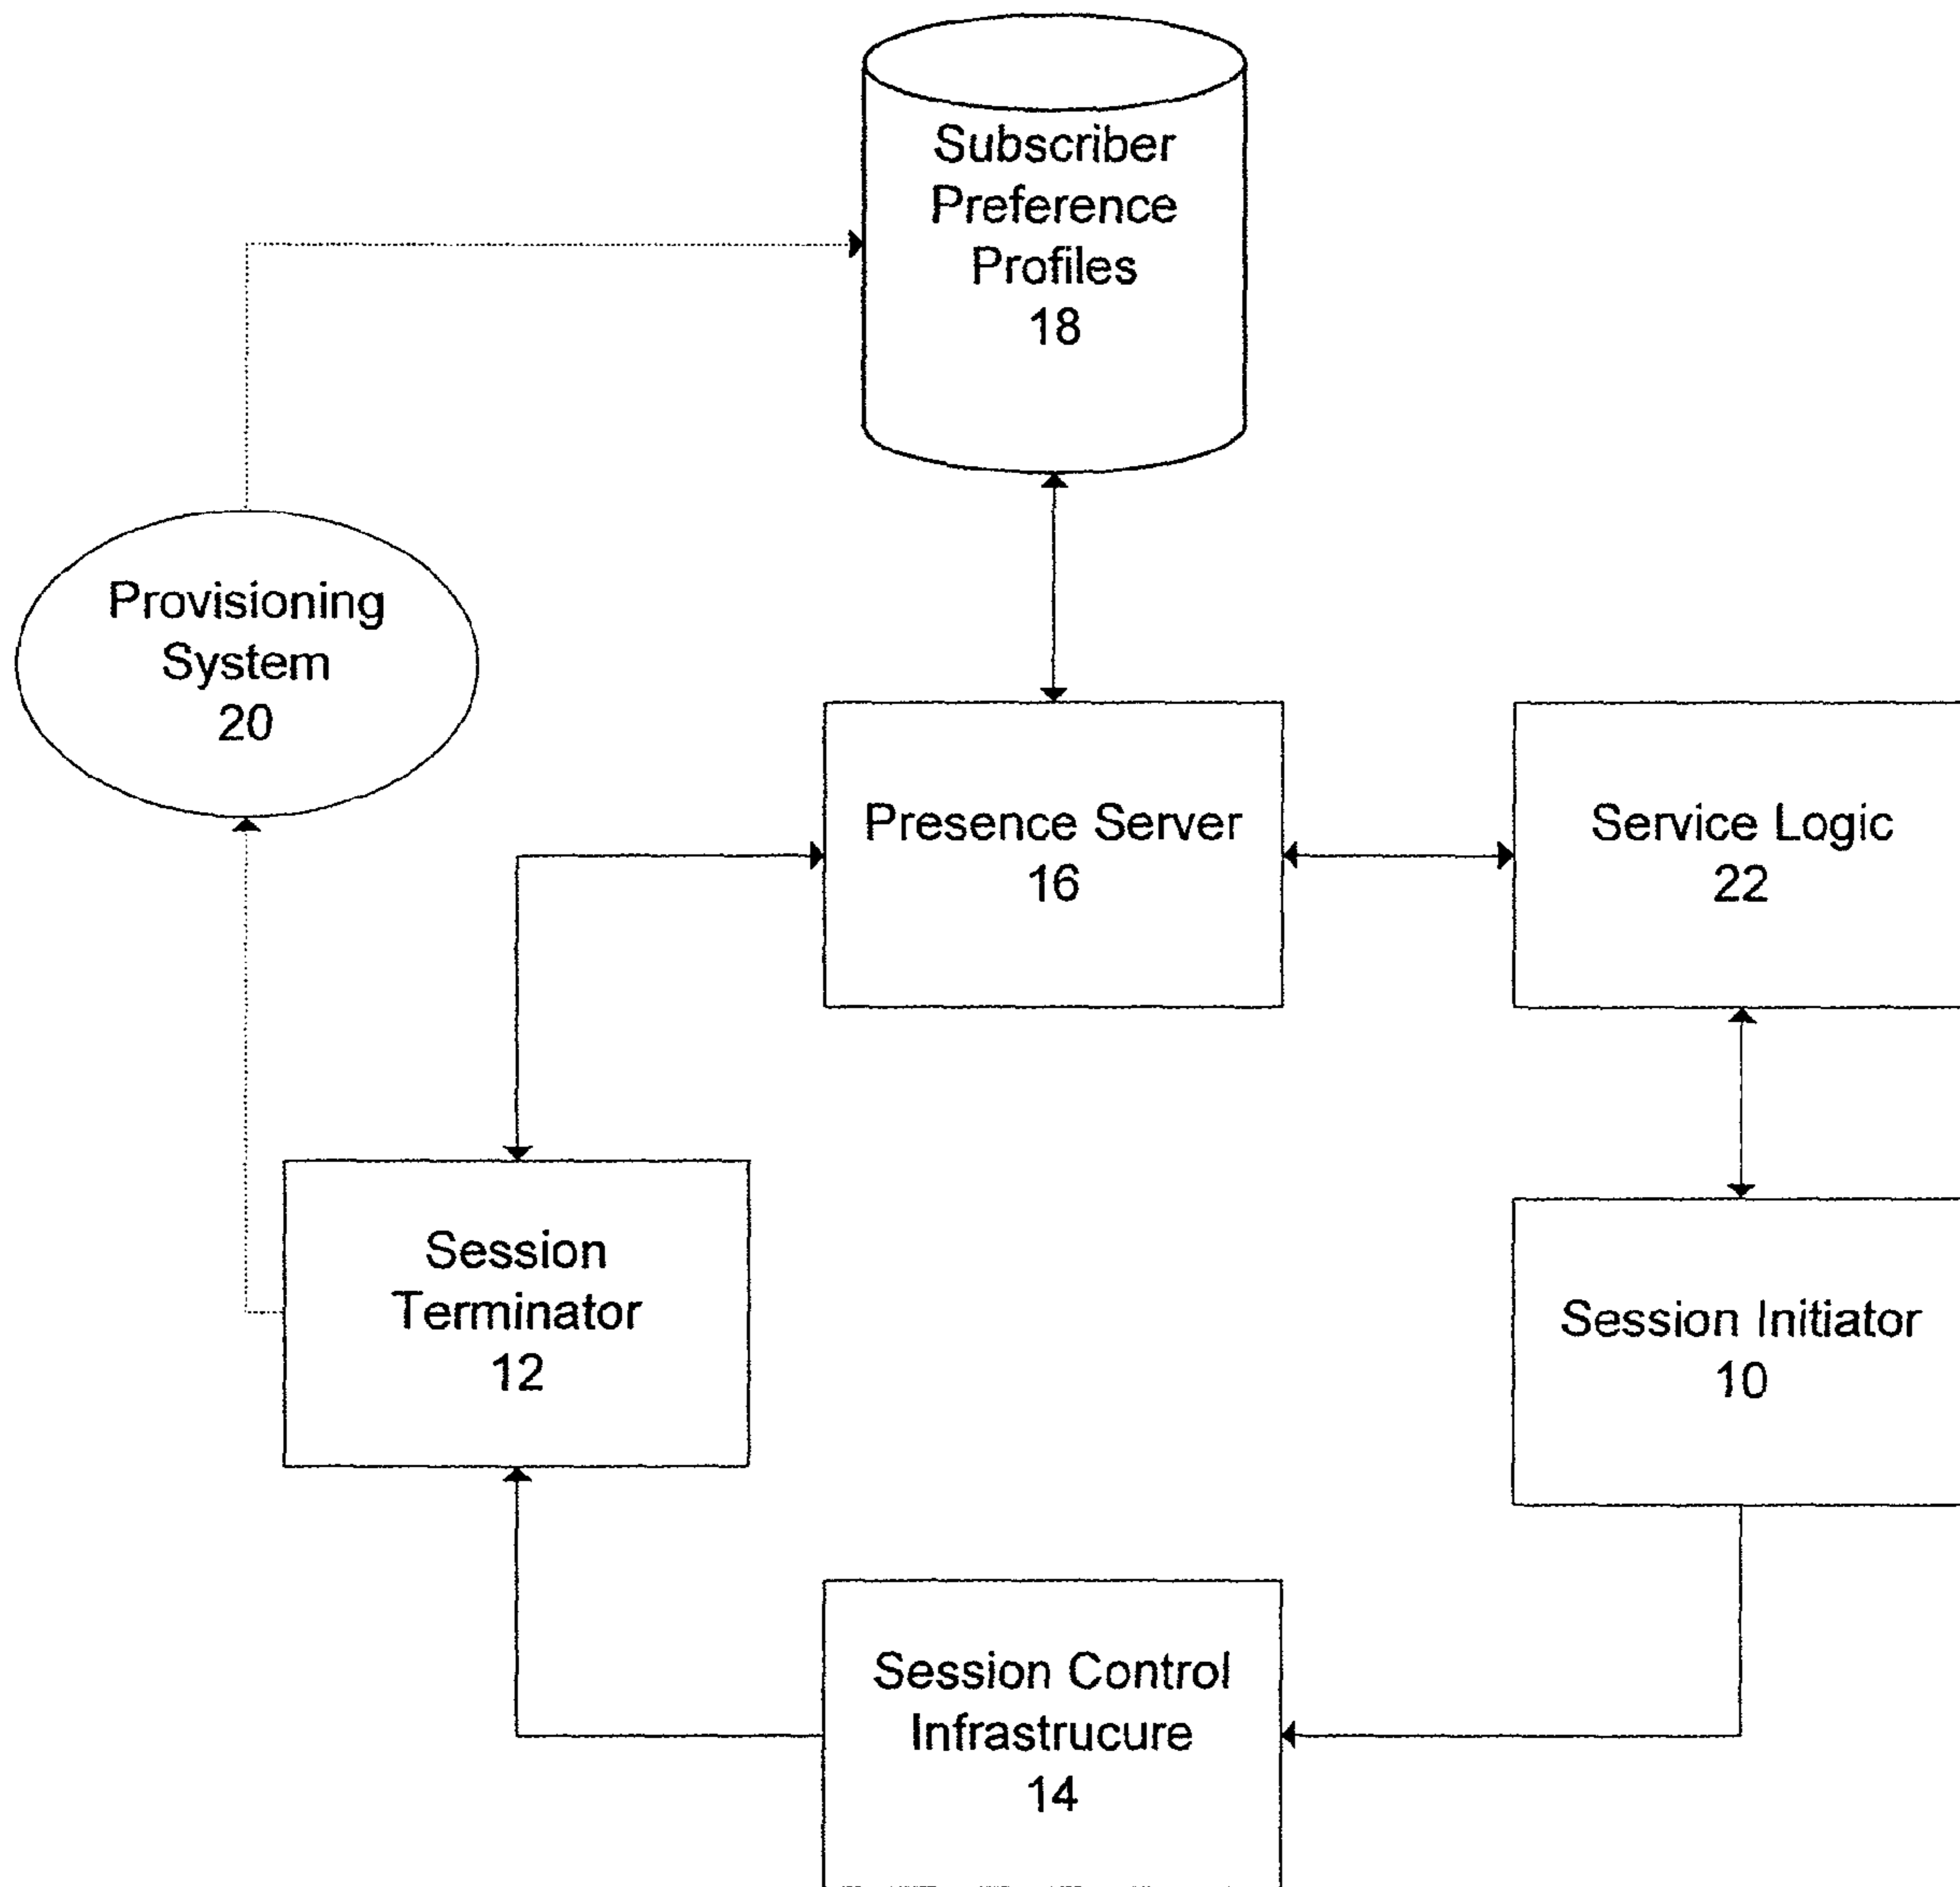 Subscriber
Preference
Profiles
18
Provisioning
System
20
Presence Server
16
Service Logic
22
Session
Terminator
12
Session Initiator
10
Session Control
Infrastrucure
14